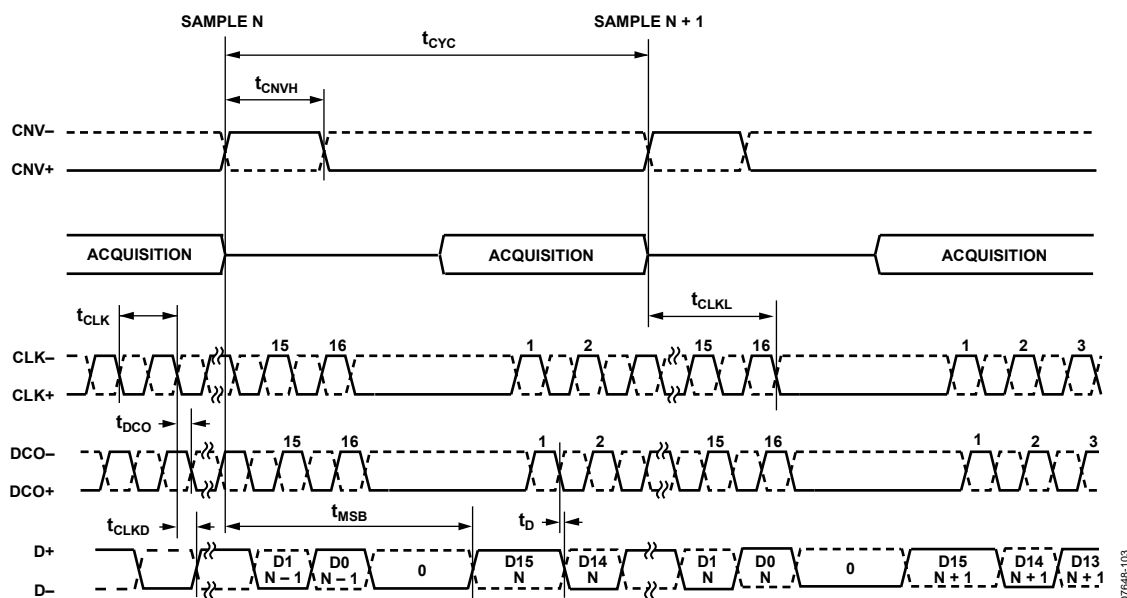 SAMPLE N SAMPLE N + 1
tCYC
tCNVH
CNV–
CNV+
ACQUISITION ACQUISITION ACQUISITION
tCLK tCLKL
CLK– 15 16 1 2 15 16 1 2 3
CLK+
tDCO
DCO– 15 16 1 2 15 16 1 2 3
DCO+
tCLKD tMSB tD
D+
D1 D0 0 D15 D14 D1 D0 0 D15 D14 D13
N – 1 N – 1 N N N N N + 1 N + 1 N + 1
D–
07648-103